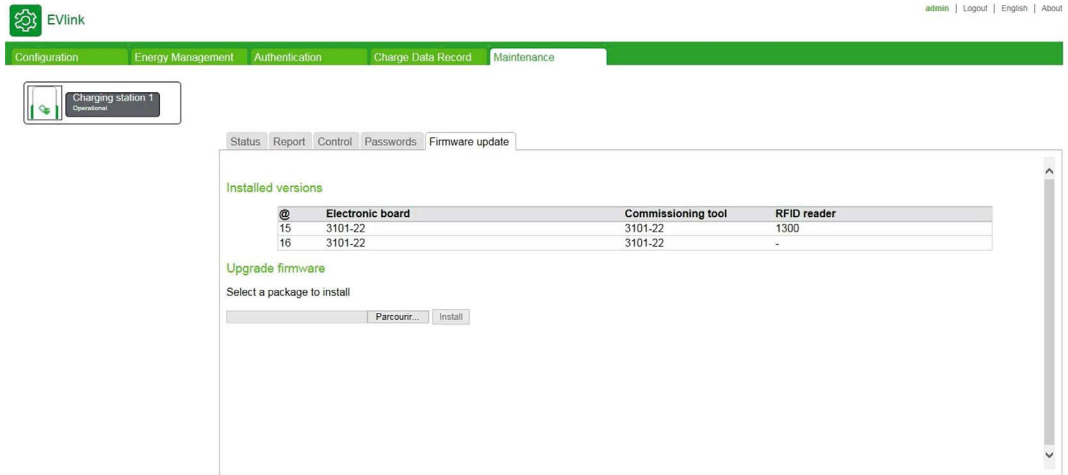 admin | Logout | English | About
EVlink
Configuration Energy Management Authentication Charge Data Record Maintenance
Charging station 1
Operational
Status Report Control Passwords Firmware update
Installed versions
@ Electronic board Commissioning tool RFID reader
15 3101-22 3101-22 1300
16 3101-22 3101-22 -
Upgrade firmware
Select a package to install
Parcourir... Install